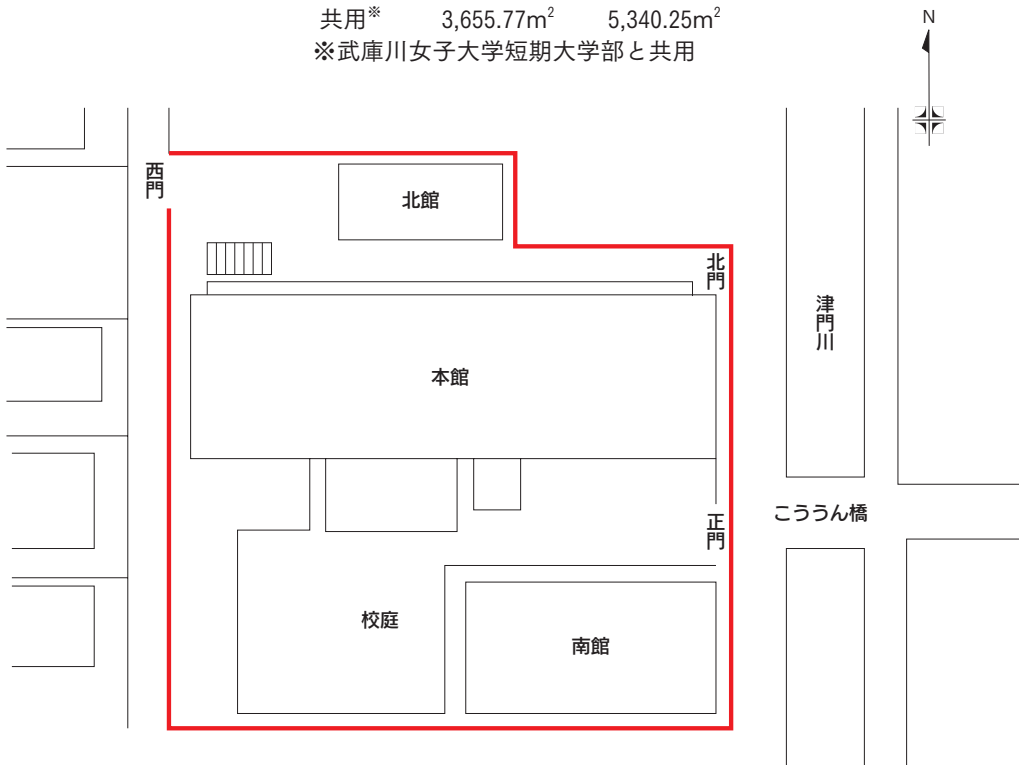 共用※ 3,655.77m² 5,340.25m²
※武庫川女子大学短期大学部と共用
N
西門
北館
北門
津門川
本館
こううん橋
正門
校庭
南館